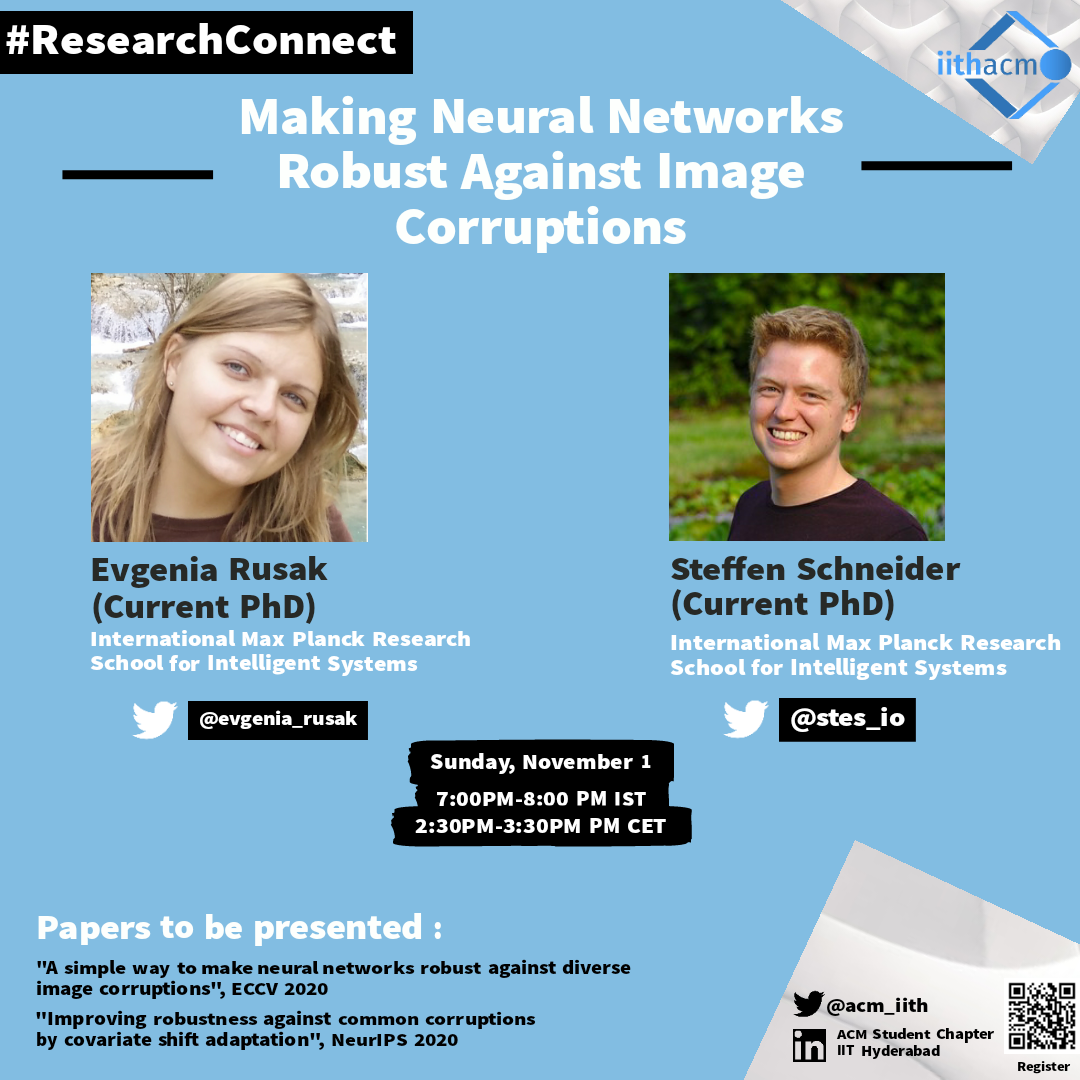 #ResearchConnect
iithacm
Making Neural Networks
Robust Against Image
Corruptions
Evgenia Rusak
(Current PhD)
International Max Planck Research
School for Intelligent Systems
@evgenia_rusak
Steffen Schneider
(Current PhD)
International Max Planck Research
School for Intelligent Systems
@stes_io
Sunday, November 1
7:00PM-8:00 PM IST
2:30PM-3:30PM PM CET
Papers to be presented :
"A simple way to make neural networks robust against diverse
image corruptions", ECCV 2020
"Improving robustness against common corruptions
by covariate shift adaptation", NeurIPS 2020
@acm_iith
in
ACM Student Chapter
IIT Hyderabad
Register